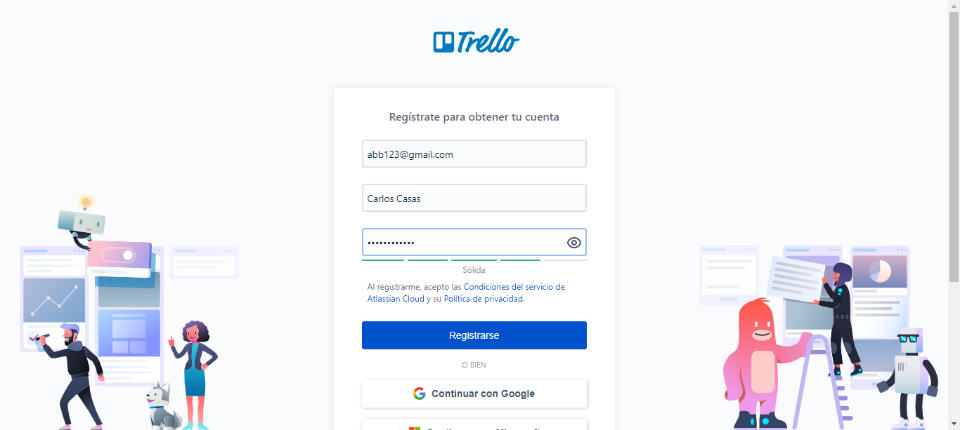 Trello
Regístrate para obtener tu cuenta
abb123@gmail.com
Carlos Casas
Sólida
Al registrarme, acepto las Condiciones del servicio de
Atlassian Cloud y su Política de privacidad.
Registrarse
O BIEN
Continuar con Google